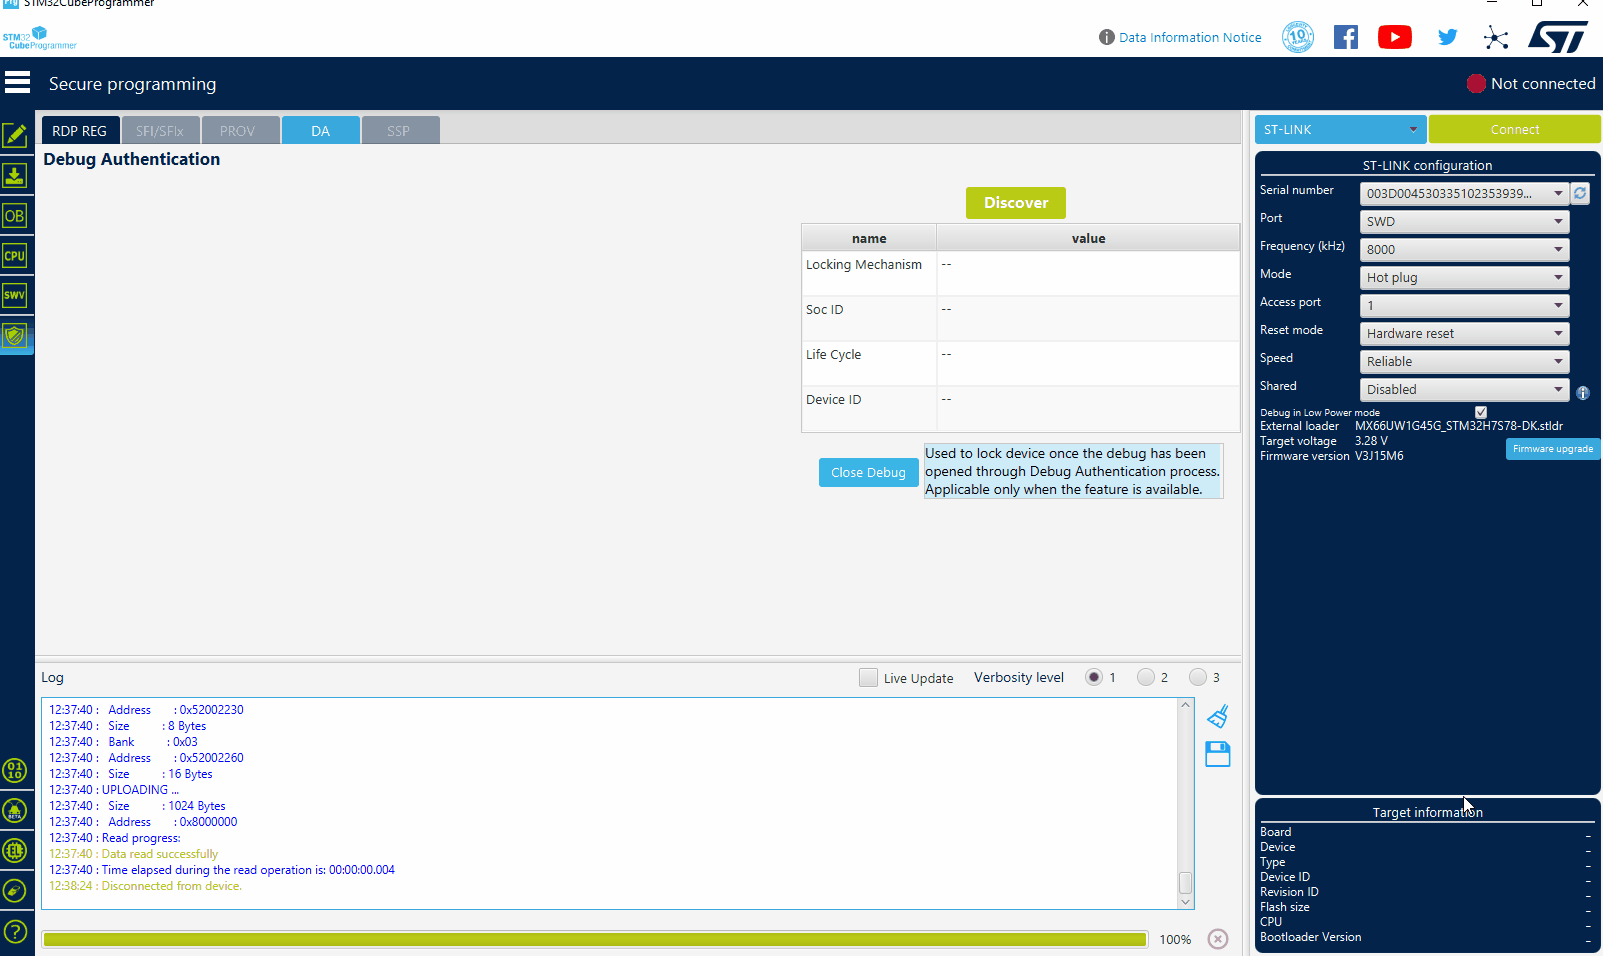 STM32CubeProgrammer
STM32
CubeProgrammer
Data Information Notice
10 YEARS
ST
Secure programming
Not connected
RDP REG
SFI/SFIx
PROV
DA
SSP
Debug Authentication
Discover
name value
Locking Mechanism --
Soc ID --
Life Cycle --
Device ID --
Close Debug
Used to lock device once the debug has been
opened through Debug Authentication process.
Applicable only when the feature is available.
OB
CPU
SWV
ST-LINK
Connect
ST-LINK configuration
Serial number 003D004530335102353939...
Port SWD
Frequency (kHz) 8000
Mode Hot plug
Access port 1
Reset mode Hardware reset
Speed Reliable
Shared Disabled
Debug in Low Power mode
External loader MX66UW1G45G_STM32H7S78-DK.stldr
Target voltage 3.28 V
Firmware version V3J15M6
Firmware upgrade
Log
Live Update Verbosity level 1 2 3
12:37:40 : Address : 0x52002230
12:37:40 : Size : 8 Bytes
12:37:40 : Bank : 0x03
12:37:40 : Address : 0x52002260
12:37:40 : Size : 16 Bytes
12:37:40 : UPLOADING ...
12:37:40 : Size : 1024 Bytes
12:37:40 : Address : 0x8000000
12:37:40 : Read progress:
12:37:40 : Data read successfully
12:37:40 : Time elapsed during the read operation is: 00:00:00.004
12:38:24 : Disconnected from device.
100%
Target information
Board -
Device -
Type -
Device ID -
Revision ID -
Flash size -
CPU -
Bootloader Version -
01
10
BETA
?